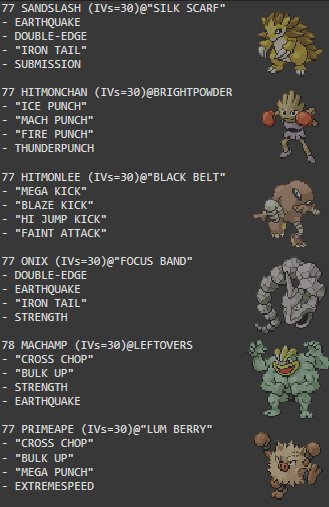 77 SANDSLASH (IVs=30)@"SILK SCARF"
- EARTHQUAKE
- DOUBLE-EDGE
- "IRON TAIL"
- SUBMISSION
77 HITMONCHAN (IVs=30)@BRIGHTPOWDER
- "ICE PUNCH"
- "MACH PUNCH"
- "FIRE PUNCH"
- THUNDERPUNCH
77 HITMONLEE (IVs=30)@"BLACK BELT"
- "MEGA KICK"
- "BLAZE KICK"
- "HI JUMP KICK"
- "FAINT ATTACK"
77 ONIX (IVs=30)@"FOCUS BAND"
- DOUBLE-EDGE
- EARTHQUAKE
- "IRON TAIL"
- STRENGTH
78 MACHAMP (IVs=30)@LEFTOVERS
- "CROSS CHOP"
- "BULK UP"
- STRENGTH
- EARTHQUAKE
77 PRIMEAPE (IVs=30)@"LUM BERRY"
- "CROSS CHOP"
- "BULK UP"
- "MEGA PUNCH"
- EXTREMESPEED